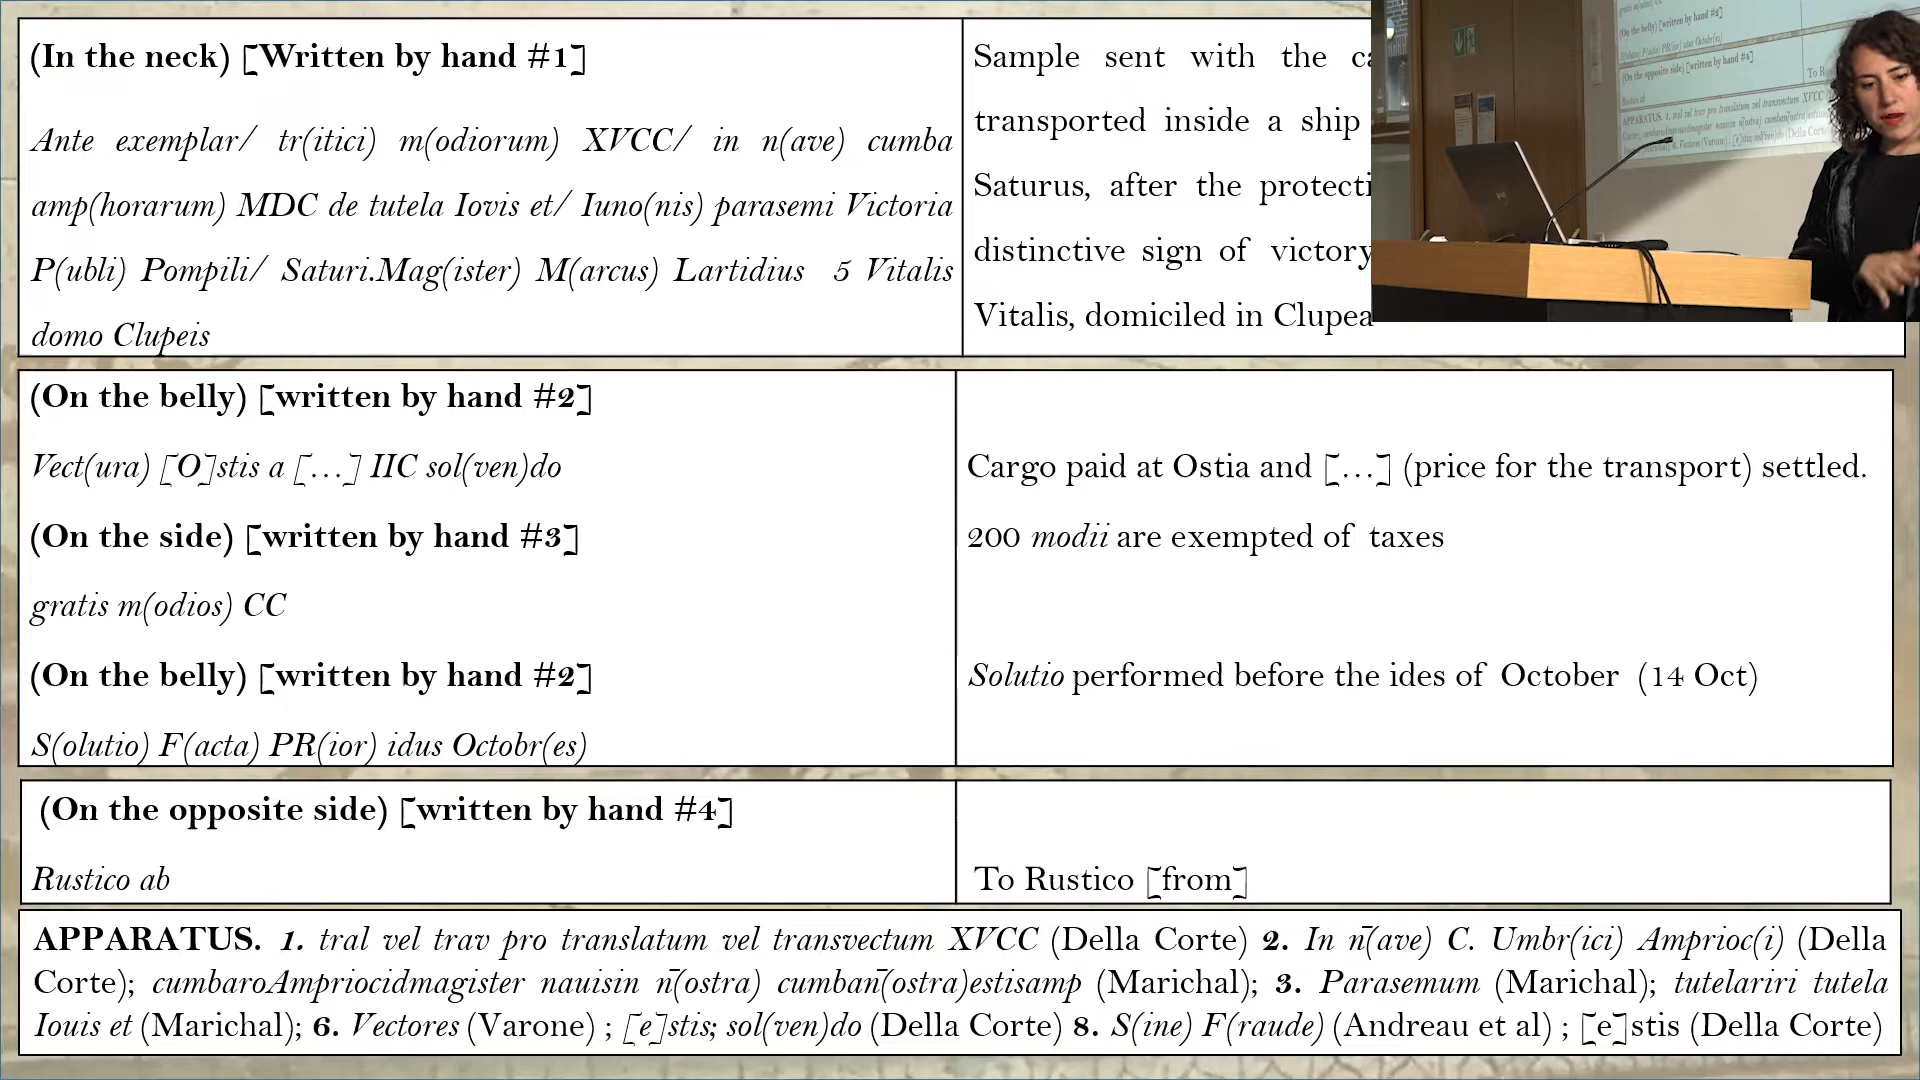 (In the neck) [Written by hand #1]
Ante exemplar/ tr(itici) m(odiorum) XVCC/ in n(ave) cumba
amp(horarum) MDC de tutela Iovis et/ Iuno(nis) parasemi Victoria
P(ubli) Pompili/ Saturi.Mag(ister) M(arcus) Lartidius 5 Vitalis
domo Clupeis
Sample sent with the
transported inside a ship
Saturus, after the
distinctive sign of victory
Vitalis, domiciled in Clupea
(On the belly) [written by hand #2]
Vect(ura) [O]stis a [...] IIC sol(ven)do
(On the side) [written by hand #3]
gratis m(odios) CC
(On the belly) [written by hand #2]
S(olutio) F(acta) PR(ior) idus Octobr(es)
Cargo paid at Ostia and [...] (price for the transport) settled.
200 modii are exempted of taxes
Solutio performed before the ides of October (14 Oct)
(On the opposite side) [written by hand #4]
Rustico ab
To Rustico [from]
APPARATUS. 1. tral vel trav pro translatum vel transvectum XVCC (Della Corte) 2. In n̄(ave) C. Umbr(ici) Amprioc(i) (Della
Corte); cumbaroAmpriocidmagister nauisin n̄(ostra) cumban̄(ostra)estisamp (Marichal); 3. Parasemum (Marichal); tutelariri tutela
Iouis et (Marichal); 6. Vectores (Varone) ; [e]stis; sol(ven)do (Della Corte) 8. S(ine) F(raude) (Andreau et al) ; [e]stis (Della Corte)